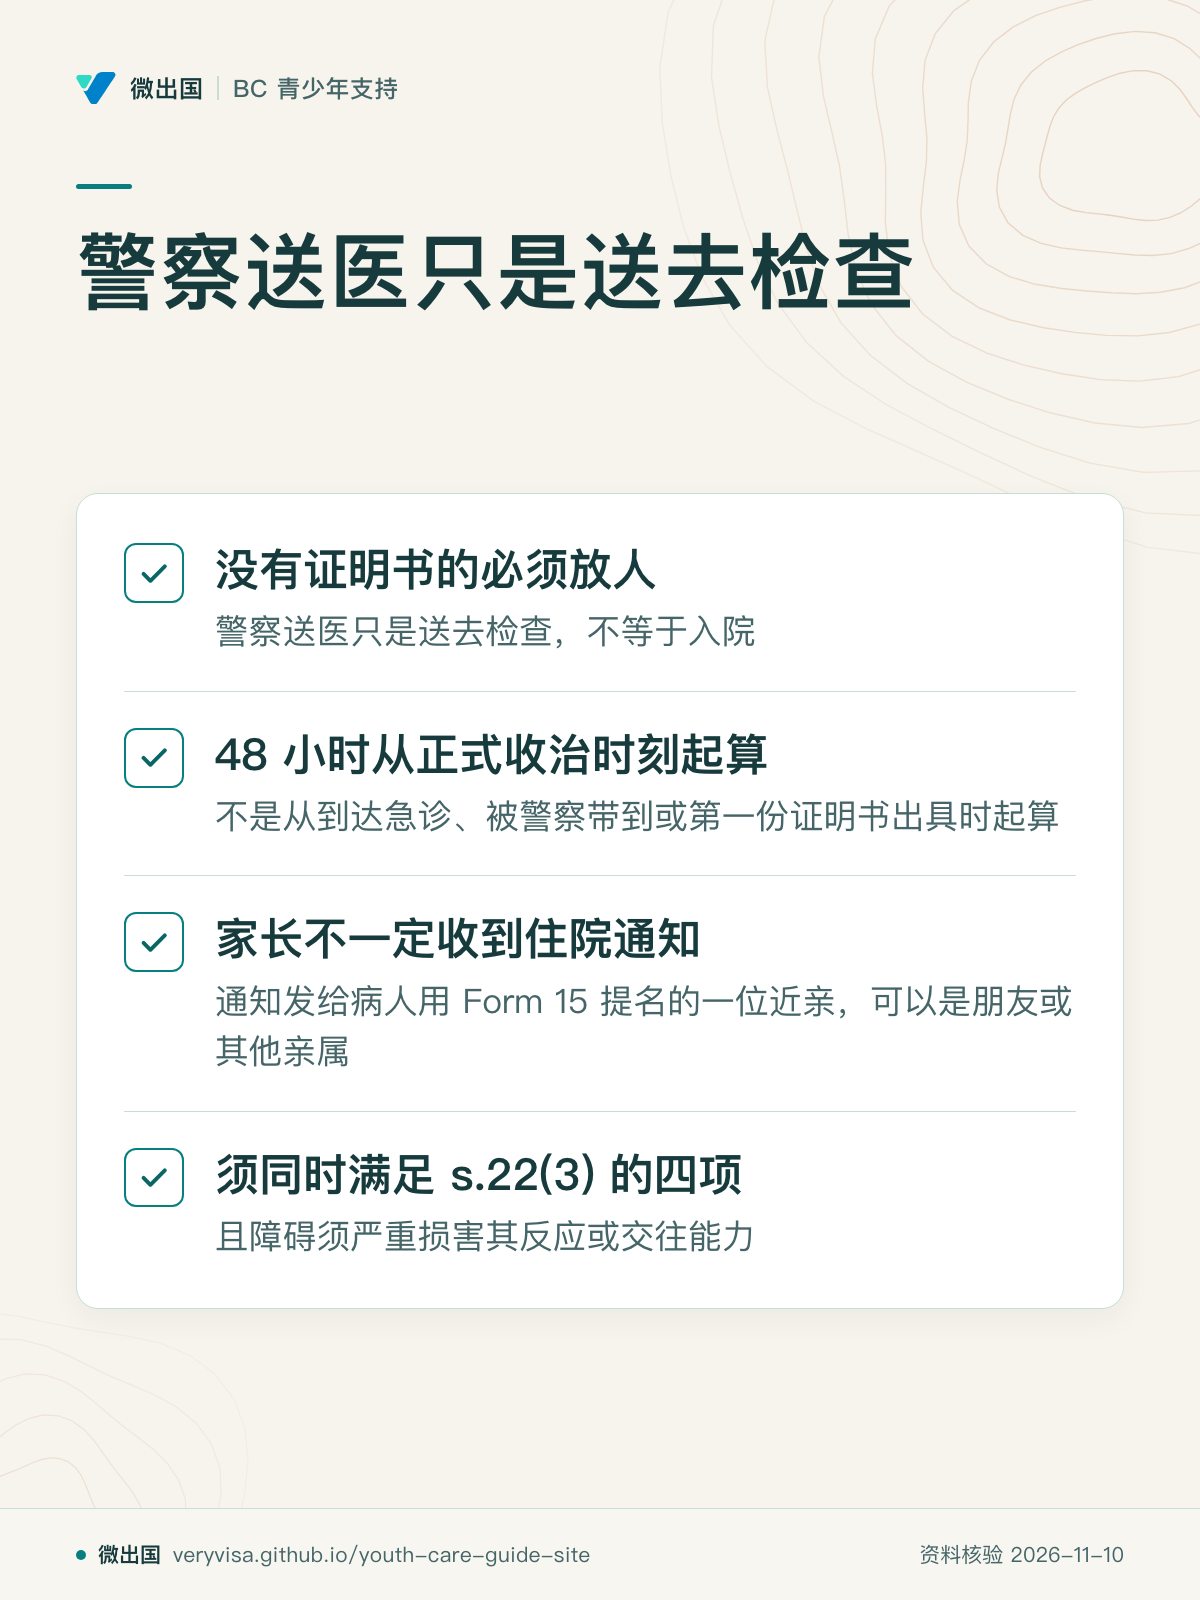 微出国 | BC 青少年支持
警察送医只是送去检查
没有证明书的必须放人
警察送医只是送去检查，不等于入院
48 小时从正式收治时刻起算
不是从到达急诊、被警察带到或第一份证明书出具时起算
家长不一定收到住院通知
通知发给病人用 Form 15 提名的一位近亲，可以是朋友或
其他亲属
须同时满足 s.22(3) 的四项
且障碍须严重损害其反应或交往能力
微出国 veryvisa.github.io/youth-care-guide-site
资料核验 2026-11-10